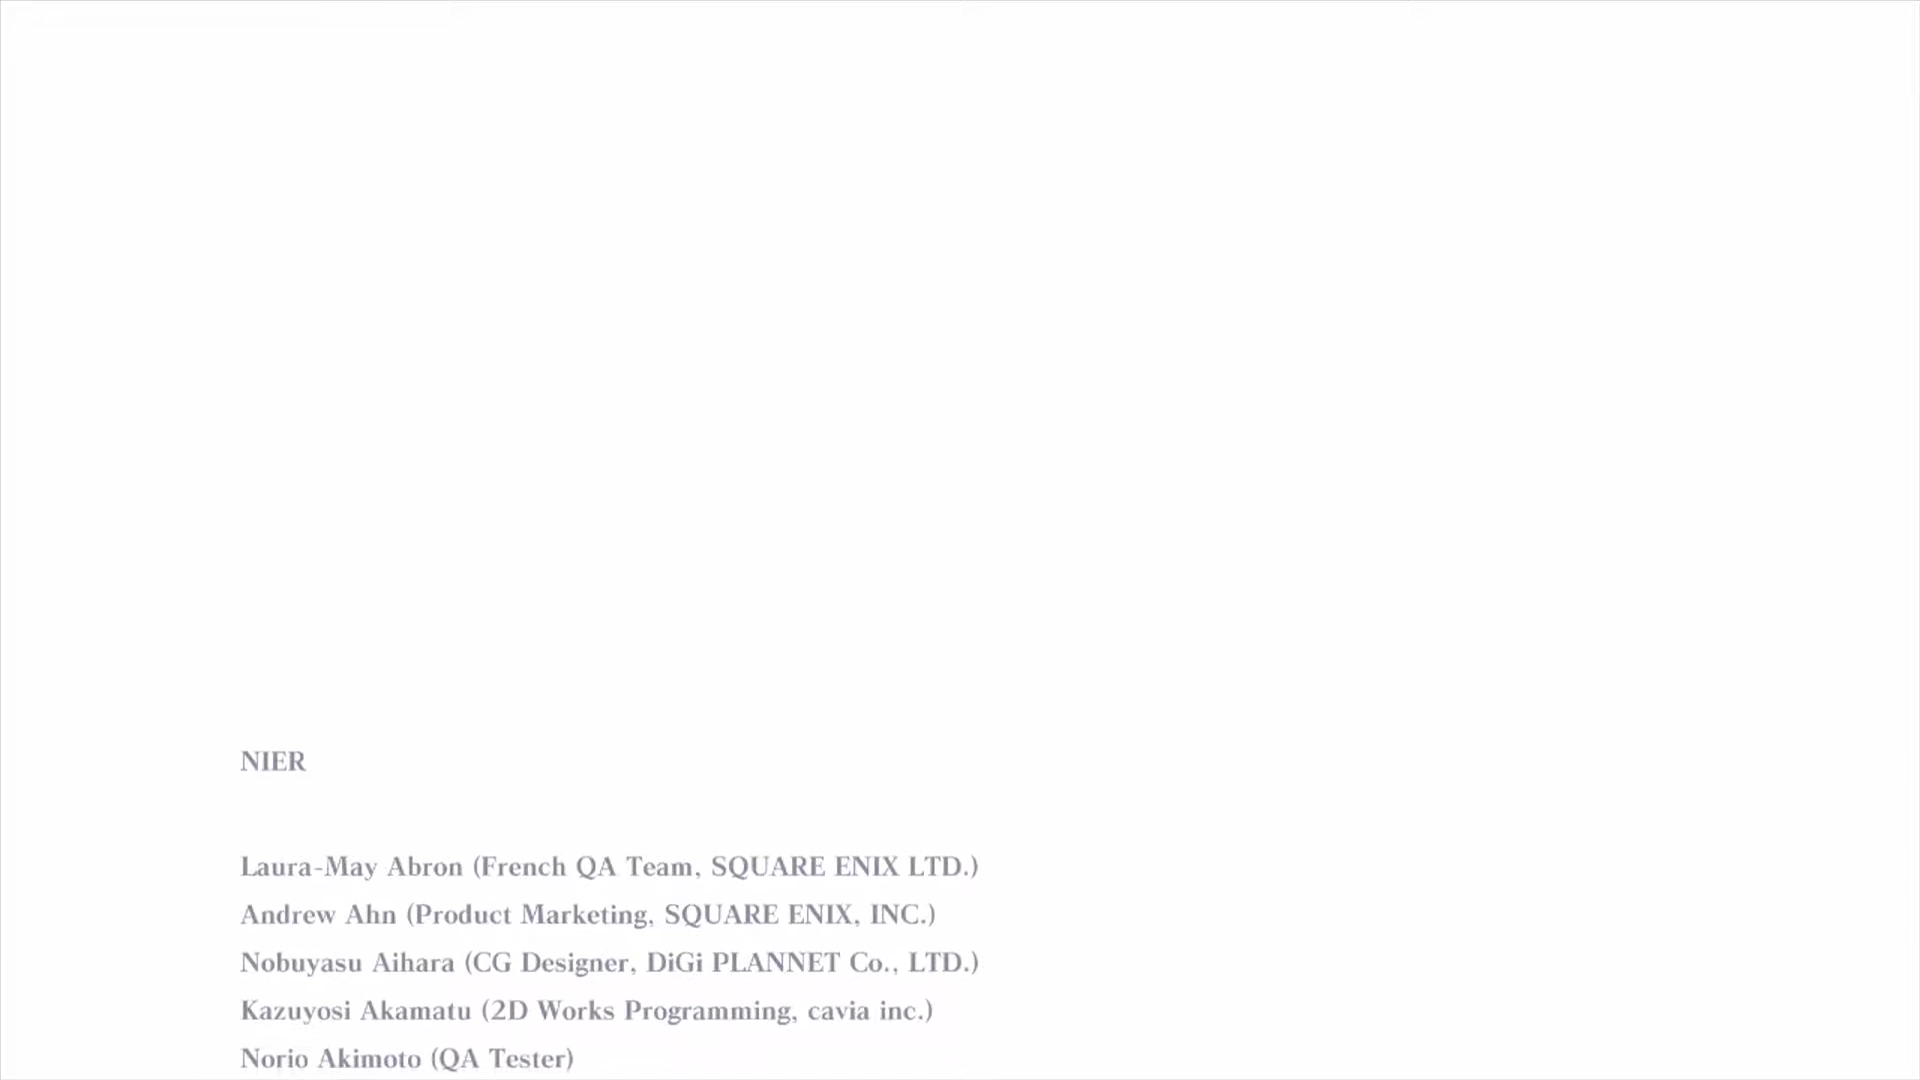 NIER
Laura-May Abron (French QA Team, SQUARE ENIX LTD.)
Andrew Ahn (Product Marketing, SQUARE ENIX, INC.)
Nobuyasu Aihara (CG Designer, DiGi PLANNET Co., LTD.)
Kazuyosi Akamatu (2D Works Programming, cavia inc.)
Norio Akimoto (QA Tester)